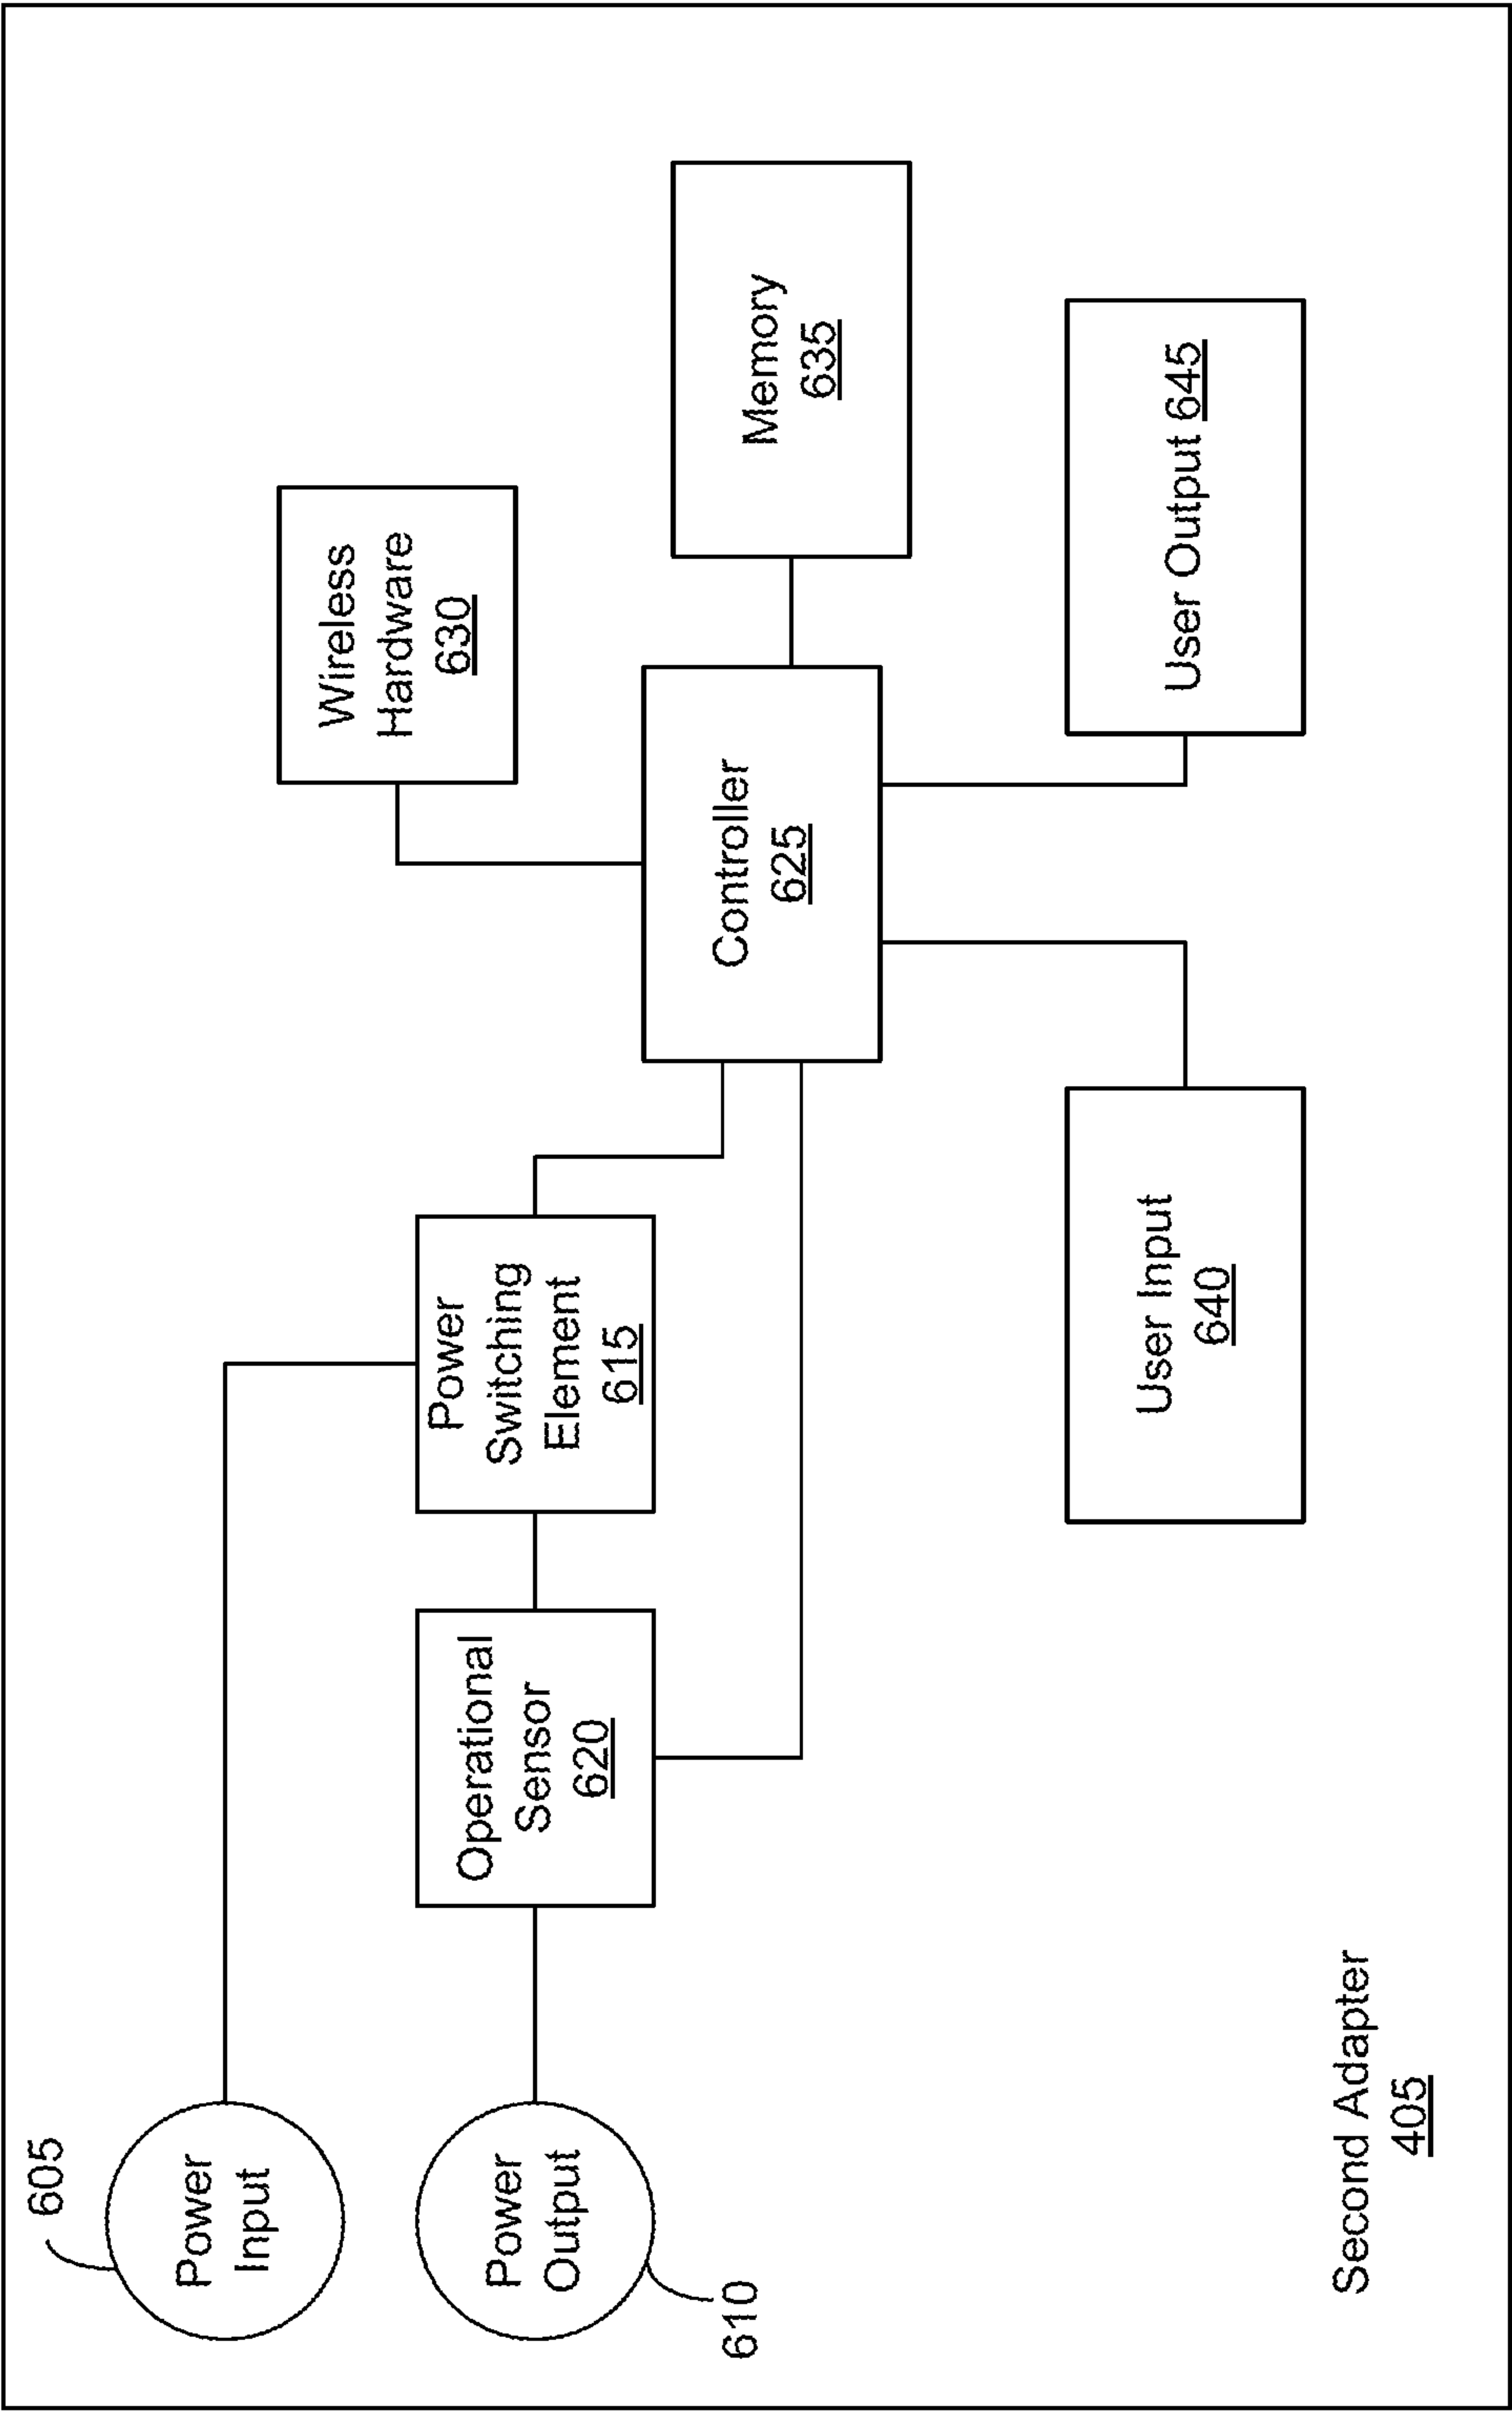 605
Power
Input
Power
Output
610
Operational
Sensor
620
Power
Switching
Element
615
Wireless
Hardware
630
Controller
625
Memory
635
User Input
640
User Output 645
Second Adapter
405